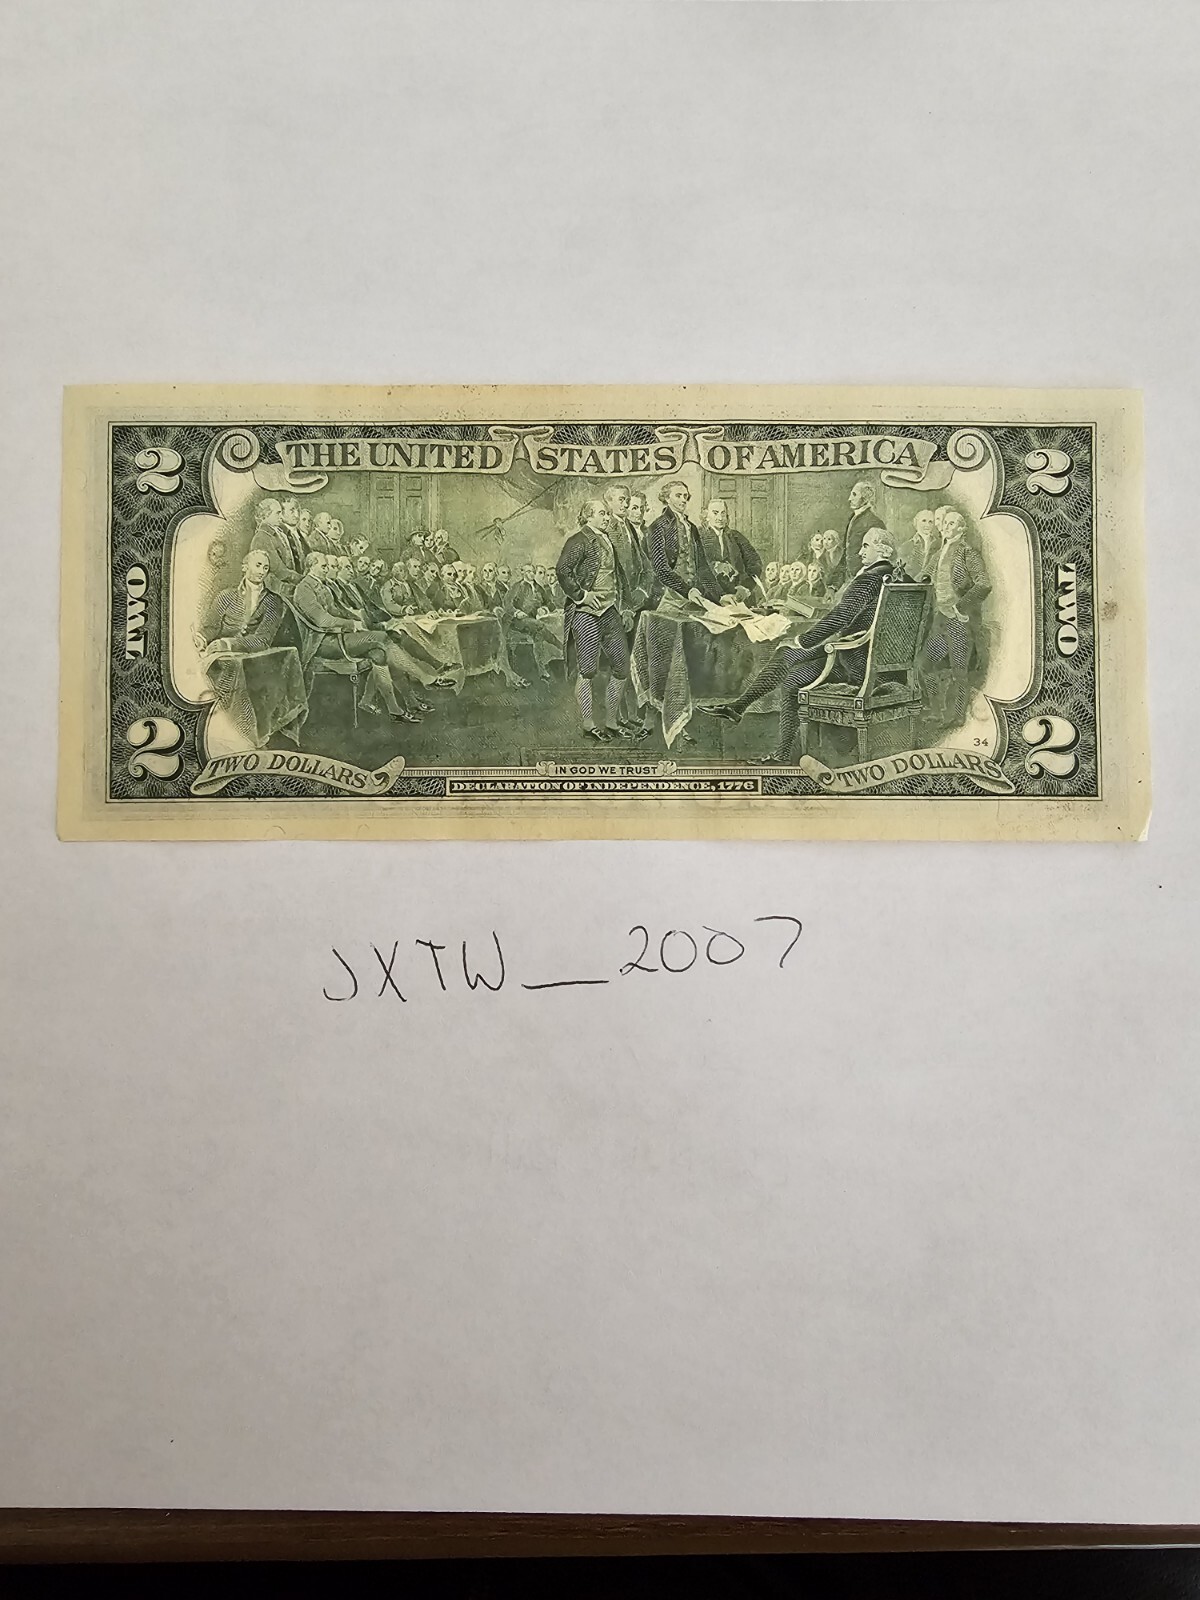 2 THE UNITED STATES OF AMERICA 2
TWO TWO
34
2 TWO DOLLARS IN GOD WE TRUST TWO DOLLARS 2
DECLARATION OF INDEPENDENCE, 1776
JXTW_2007